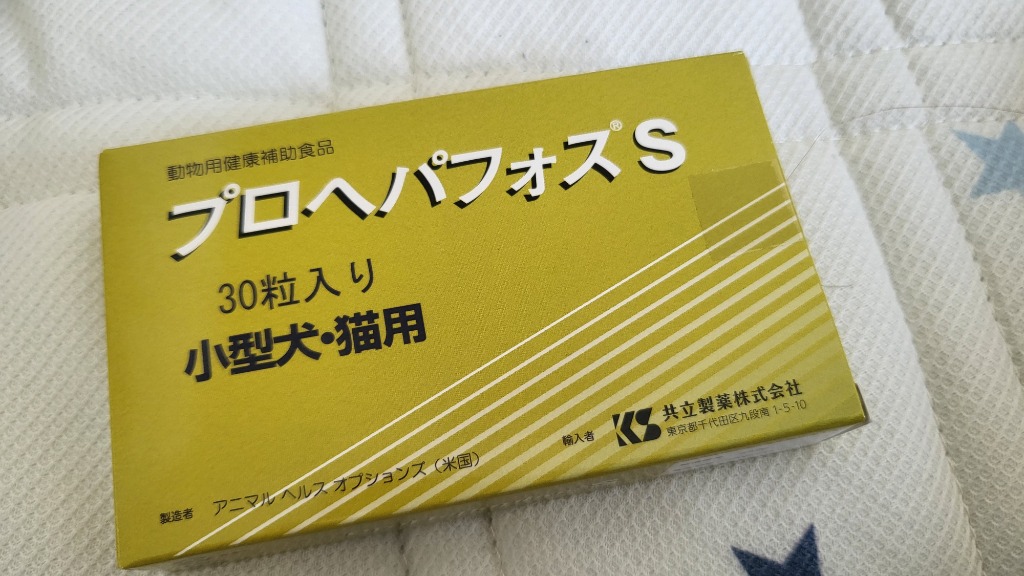 動物用健康補助食品
プロヘパフォス® S
30粒入り
小型犬・猫用
製造者 アニマル ヘルス オプションズ（米国）
輸入者 KS 共立製薬株式会社
東京都千代田区九段南 1-5-10